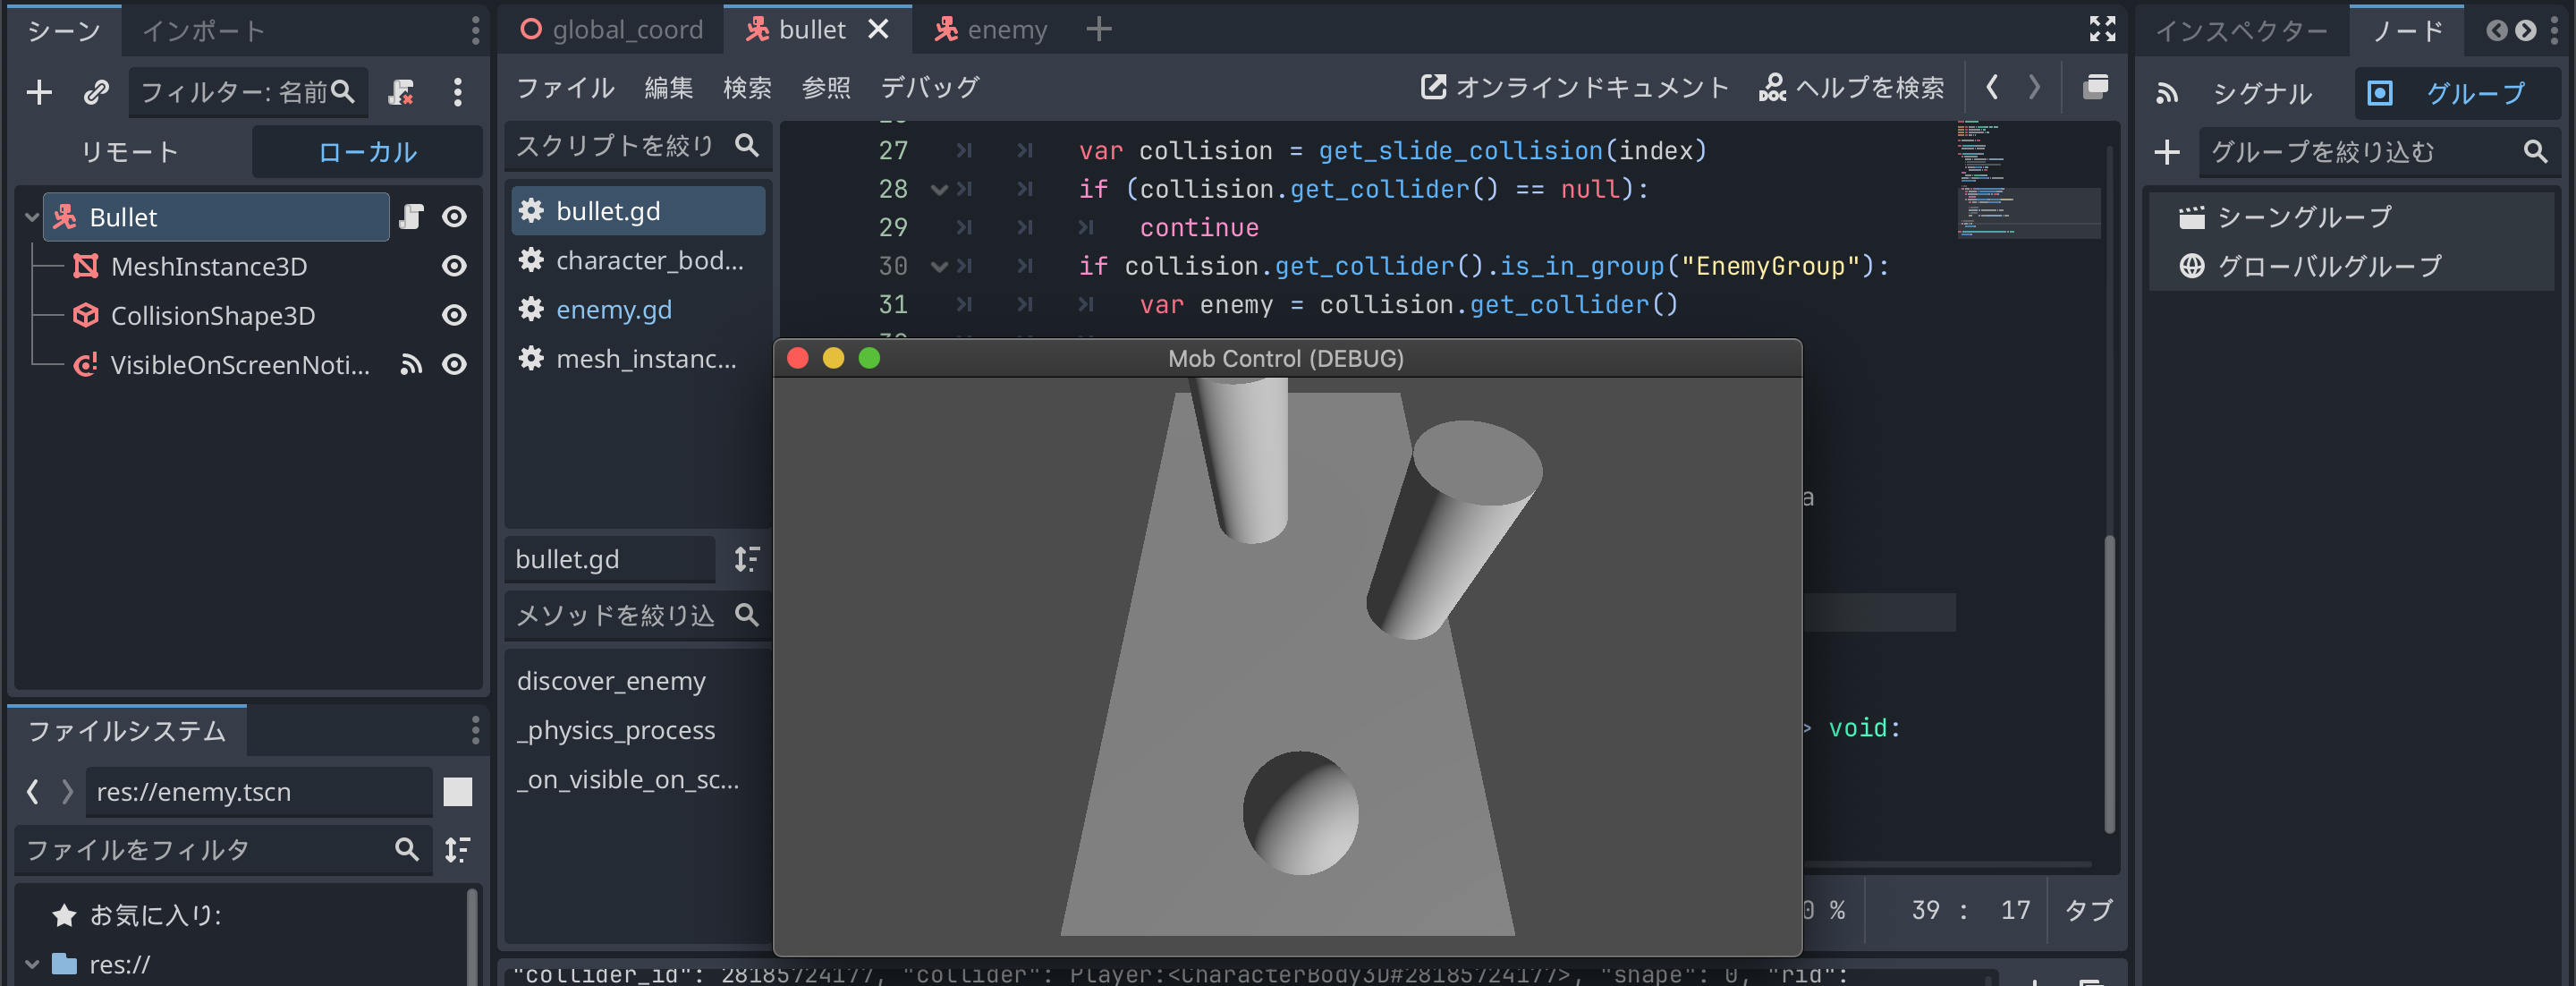 シーン
インポート
フィルター: 名前
リモート
ローカル
Bullet
MeshInstance3D
CollisionShape3D
VisibleOnScreenNoti...
ファイルシステム
res://enemy.tscn
ファイルをフィルタ
お気に入り:
res://
global_coord
bullet
enemy
ファイル 編集 検索 参照 デバッグ
オンラインドキュメント
DOC ヘルプを検索
スクリプトを絞り
bullet.gd
character_bod...
enemy.gd
mesh_instanc...
bullet.gd
メソッドを絞り込
discover_enemy
_physics_process
_on_visible_on_sc...
27 var collision = get_slide_collision(index)
28 if (collision.get_collider() == null):
29 continue
30 if collision.get_collider().is_in_group("EnemyGroup"):
31 var enemy = collision.get_collider()
Mob Control (DEBUG)
a
> void:
0 % 39 : 17 タブ
"collider_id": 28185724177, "collider": Player:<CharacterBody3D#28185724177>, "shape": 0, "rid":
インスペクター
ノード
シグナル
グループ
グループを絞り込む
シーングループ
グローバルグループ